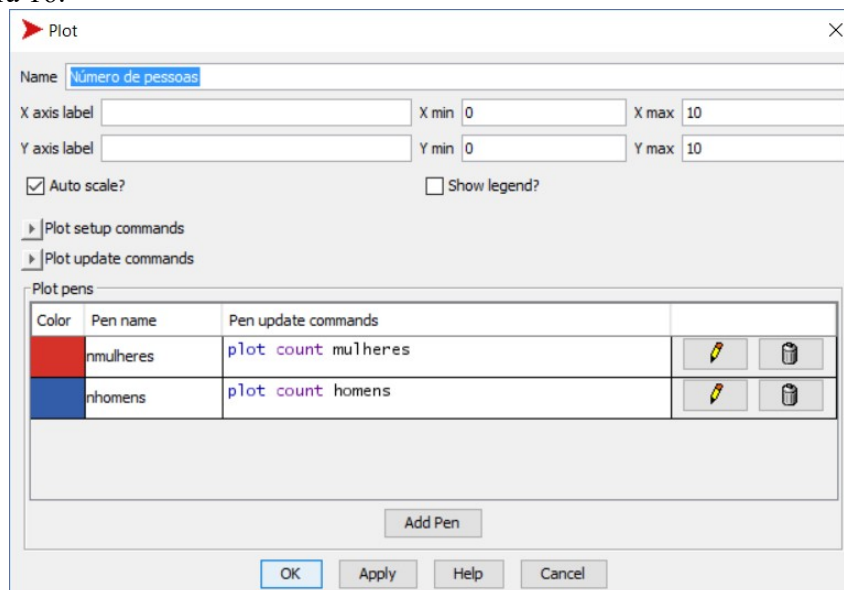 Plot
Name Número de pessoas
X axis label X min 0 X max 10
Y axis label Y min 0 Y max 10
Auto scale? Show legend?
Plot setup commands
Plot update commands
Plot pens
Color Pen name Pen update commands
nmulheres plot count mulheres
nhomens plot count homens
Add Pen
OK Apply Help Cancel